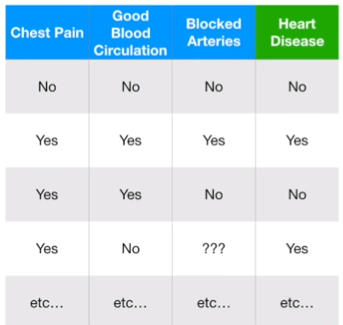 Chest Pain Good Blood Circulation Blocked Arteries Heart Disease
No No No No
Yes Yes Yes Yes
Yes Yes No No
Yes No ??? Yes
etc... etc... etc... etc...